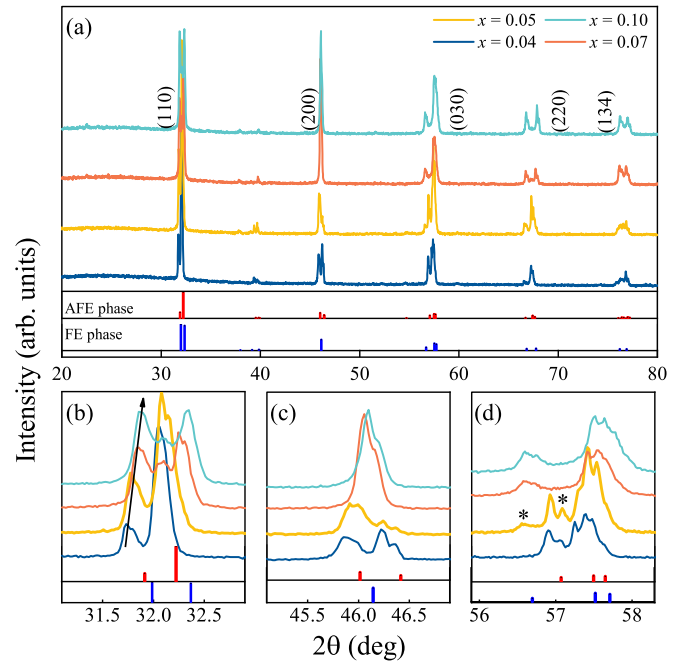 (a)
x = 0.05 x = 0.10
x = 0.04 x = 0.07
(110) (200) (030) (220) (134)
AFE phase
FE phase
20 30 40 50 60 70 80
Intensity (arb. units)
(b) (c) (d)
* *
31.5 32.0 32.5 45.5 46.0 46.5 56 57 58
2θ (deg)